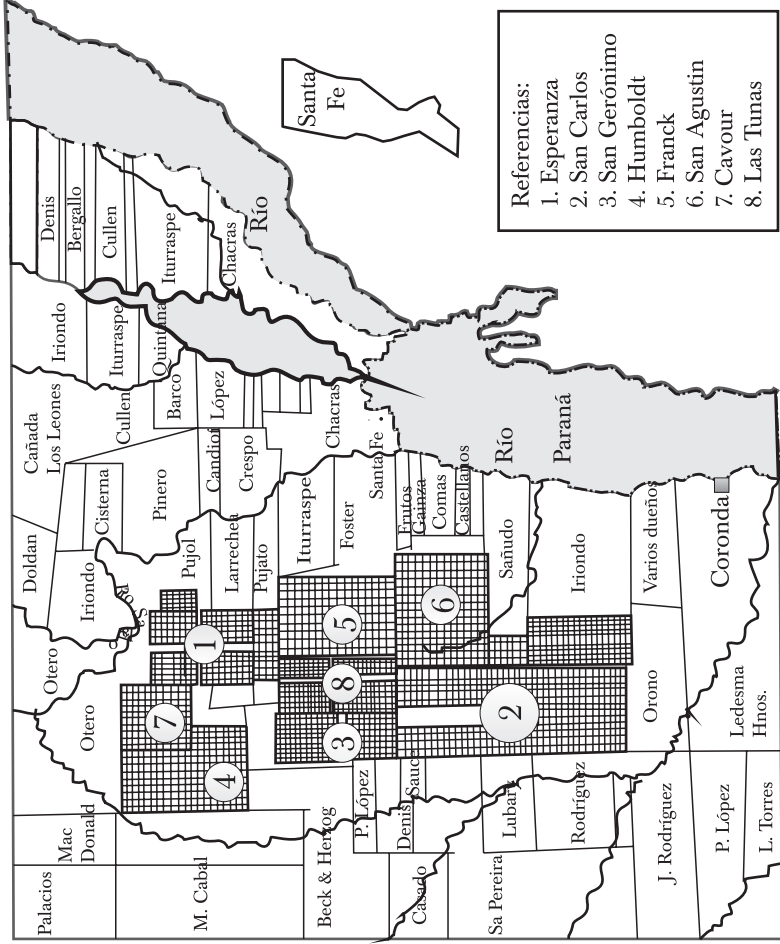 Santa
Fe
Referencias:
1. Esperanza
2. San Carlos
3. San Gerónimo
4. Humboldt
5. Franck
6. San Agustin
7. Cavour
8. Las Tunas
Denis
Bergallo
Cullen
Iturraspe
Chacras
Río
Iriondo
Iturraspe
Quintana
Cañada
Los Leones
Cullen
Barco
López
Chacras
Santa Fe
Río
Paraná
Doldan
Cisterna
Pinero
Candioti
Crespo
Iriondo
Pujol
Larrechea
Pujato
Iturraspe
Foster
Frutos
Gainza
Comas
Castellanos
Sañudo
Iriondo
Varios dueños
Coronda
Otero
Otero
1
5
6
7
8
2
4
3
Orono
Ledesma
Hnos.
Mac
Donald
Palacios
M. Cabal
Beck & Herzog
P. López
Denis
Sauce
Casado
Lubary
Sa Pereira
Rodríguez
J. Rodríguez
P. López
L. Torres